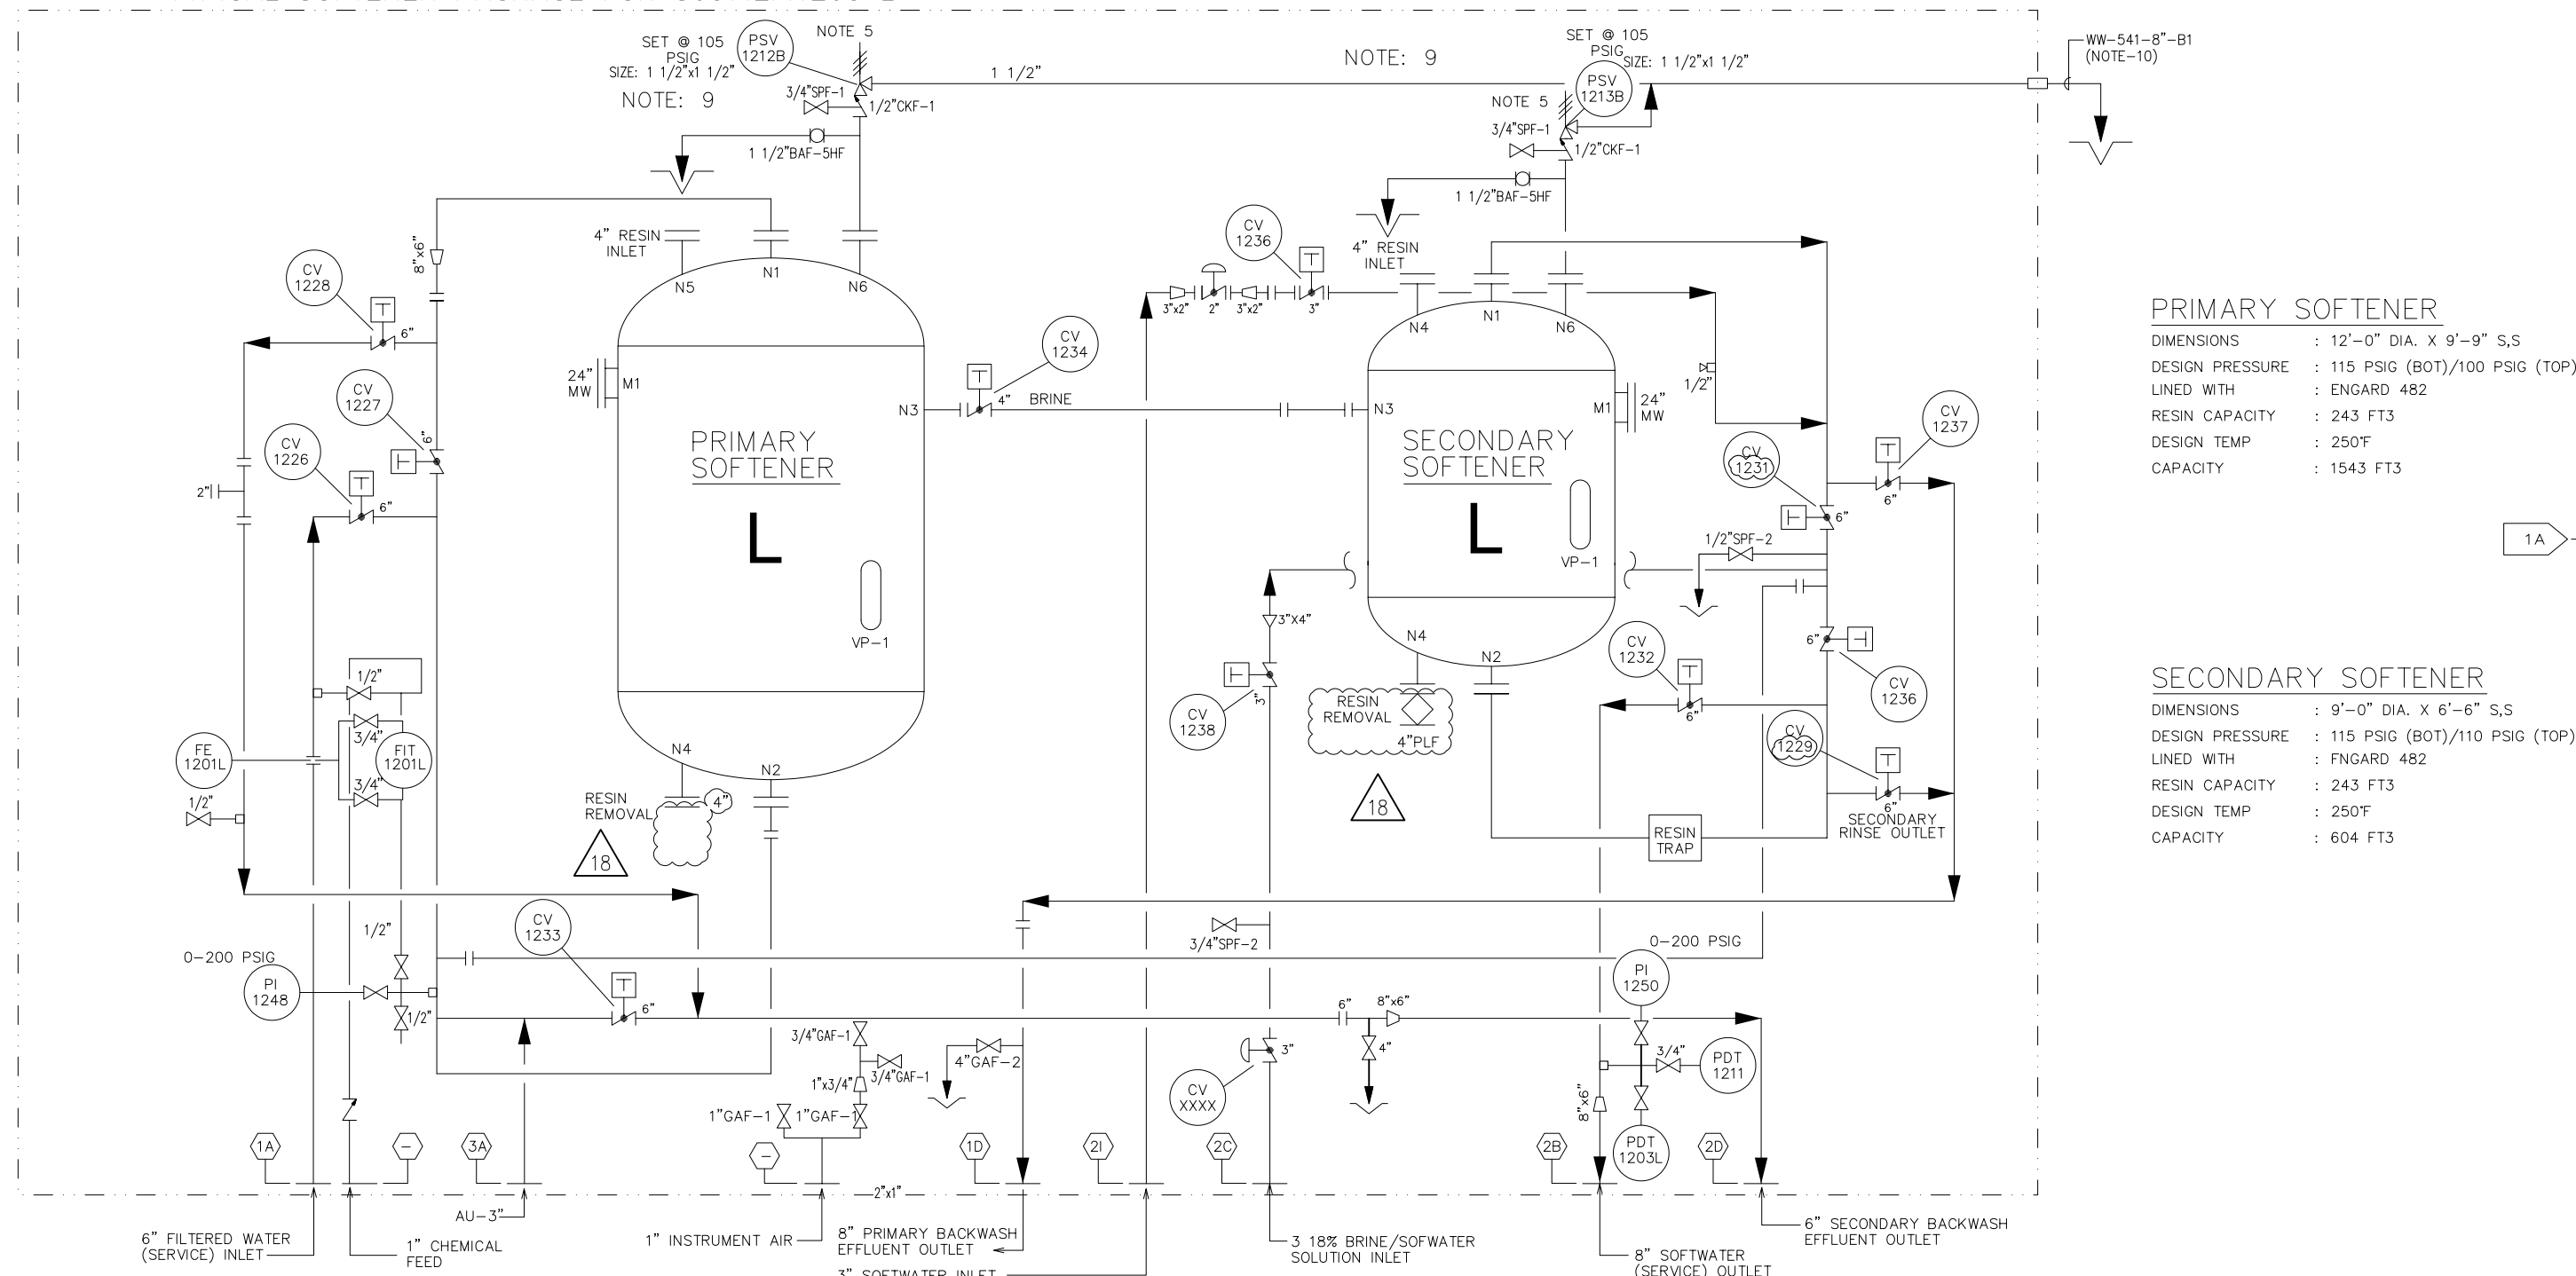 SET @ 105
PSIG
SIZE: 1 1/2"x1 1/2"
NOTE: 9
PSV
1212B
NOTE 5
3/4"SPF-1
1/2"CKF-1
1 1/2"BAF-5HF
1 1/2"
NOTE: 9
SET @ 105
PSIG
SIZE: 1 1/2"x1 1/2"
PSV
1213B
NOTE 5
3/4"SPF-1
1/2"CKF-1
1 1/2"BAF-5HF
WW-541-8"-B1
(NOTE-10)
8"x6"
4" RESIN
INLET
N5
N1
N6
CV
1228
6"
CV
1227
6"
CV
1226
6"
2"
24"
MW
M1
PRIMARY
SOFTENER
L
VP-1
N3
CV
1234
4"
BRINE
CV
1236
3"x2"
2"
3"x2"
3"
4" RESIN
INLET
N4
N1
N6
1/2"
N3
M1
24"
MW
SECONDARY
SOFTENER
L
VP-1
CV
1231
6"
CV
1237
6"
1/2"SPF-2
3"X4"
CV
1238
3"
N4
N2
RESIN
REMOVAL
4"PLF
18
CV
1232
6"
6"
CV
1236
CV
1229
6"
SECONDARY
RINSE OUTLET
RESIN
TRAP
1/2"
3/4"
FE
1201L
FIT
1201L
3/4"
1/2"
N4
N2
RESIN
REMOVAL
4"
18
1/2"
0-200 PSIG
PI
1248
1/2"
CV
1233
6"
3/4"SPF-2
0-200 PSIG
PI
1250
3/4"GAF-1
3/4"GAF-1
1"x3/4"
1"GAF-1
1"GAF-1
4"GAF-2
CV
XXXX
3"
6"
8"x6"
4"
3/4"
PDT
1211
8"x6"
PDT
1203L
1A
-
3A
-
1D
2I
2C
2B
2D
2"x1"
6" FILTERED WATER
(SERVICE) INLET
1" CHEMICAL
FEED
AU-3"
1" INSTRUMENT AIR
8" PRIMARY BACKWASH
EFFLUENT OUTLET
3" SOFTWATER INLET
3 18% BRINE/SOFWATER
SOLUTION INLET
8" SOFTWATER
(SERVICE) OUTLET
6" SECONDARY BACKWASH
EFFLUENT OUTLET
PRIMARY SOFTENER
DIMENSIONS : 12'-0" DIA. X 9'-9" S,S
DESIGN PRESSURE : 115 PSIG (BOT)/100 PSIG (TOP)
LINED WITH : ENGARD 482
RESIN CAPACITY : 243 FT3
DESIGN TEMP : 250°F
CAPACITY : 1543 FT3
1A
SECONDARY SOFTENER
DIMENSIONS : 9'-0" DIA. X 6'-6" S,S
DESIGN PRESSURE : 115 PSIG (BOT)/110 PSIG (TOP)
LINED WITH : FNGARD 482
RESIN CAPACITY : 243 FT3
DESIGN TEMP : 250°F
CAPACITY : 604 FT3